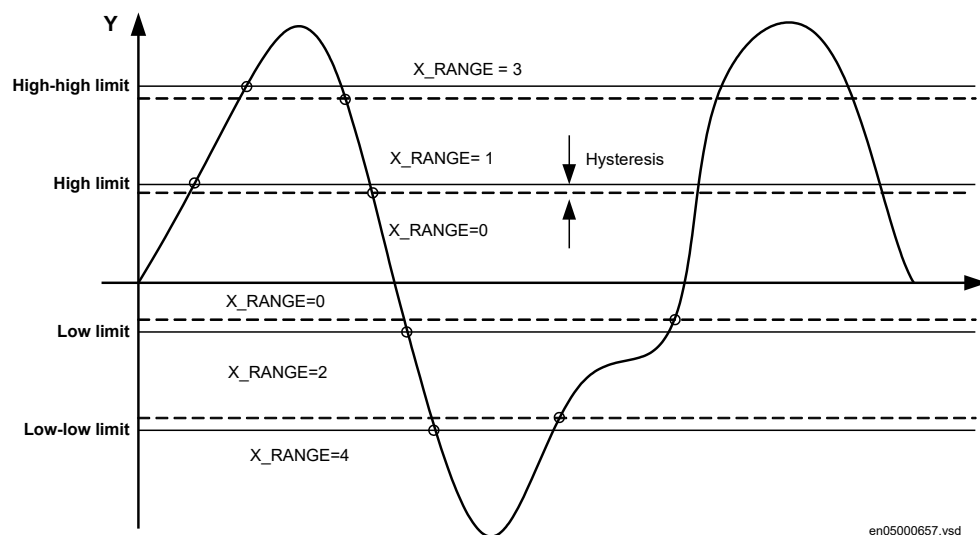 Y
High-high limit
X_RANGE = 3
X_RANGE= 1
Hysteresis
High limit
X_RANGE=0
X_RANGE=0
Low limit
X_RANGE=2
Low-low limit
X_RANGE=4
en05000657.vsd